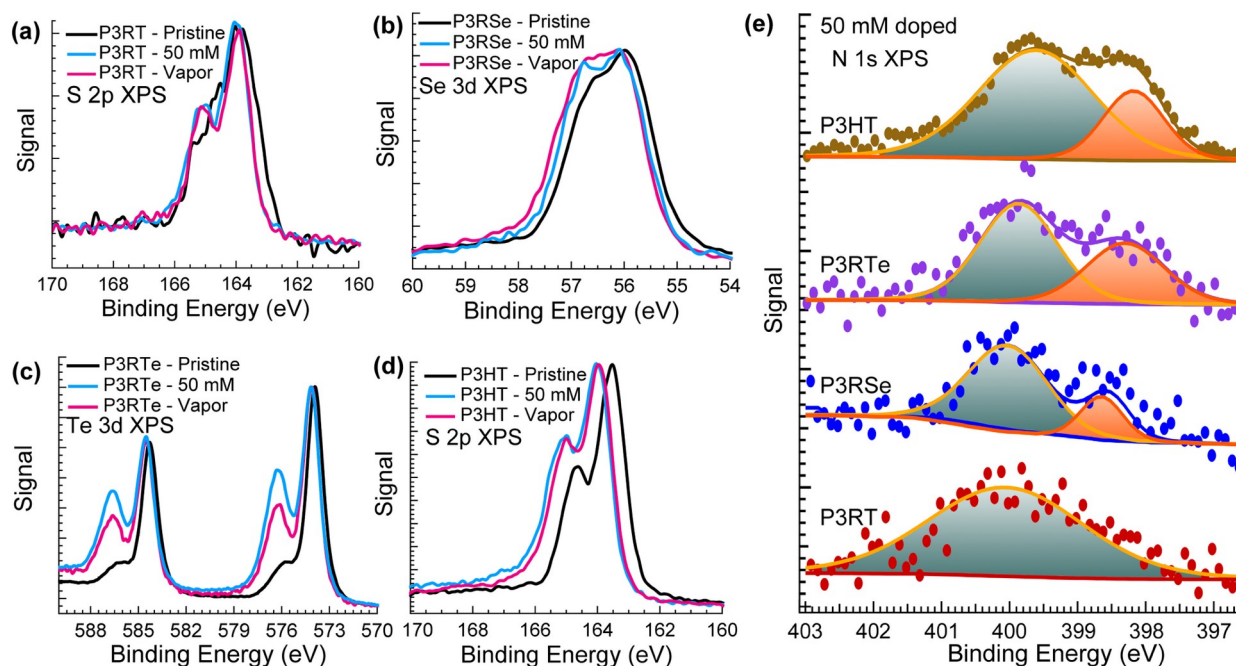 (a)
P3RT - Pristine
P3RT - 50 mM
P3RT - Vapor
S 2p XPS
Signal
170 168 166 164 162 160
Binding Energy (eV)
(b)
P3RSe - Pristine
P3RSe - 50 mM
P3RSe - Vapor
Se 3d XPS
Signal
60 59 58 57 56 55 54
Binding Energy (eV)
(c)
P3RTe - Pristine
P3RTe - 50 mM
P3RTe - Vapor
Te 3d XPS
Signal
588 585 582 579 576 573 570
Binding Energy (eV)
(d)
P3HT - Pristine
P3HT - 50 mM
P3HT - Vapor
S 2p XPS
Signal
170 168 166 164 162 160
Binding Energy (eV)
(e)
50 mM doped
N 1s XPS
P3HT
P3RTe
P3RSe
P3RT
Signal
403 402 401 400 399 398 397
Binding Energy (eV)